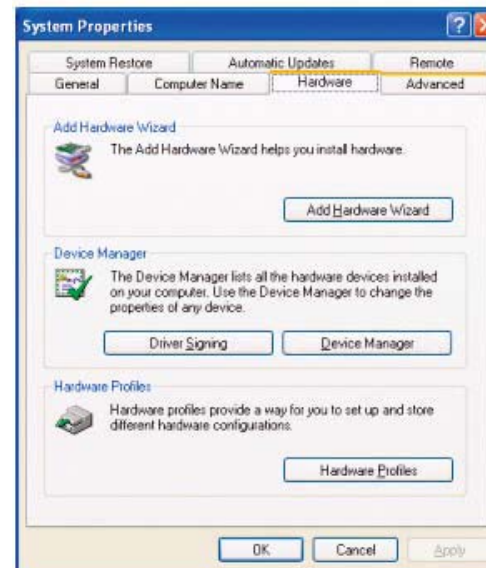 System Properties
System Restore Automatic Updates Remote
General Computer Name Hardware Advanced
Add Hardware Wizard
The Add Hardware Wizard helps you install hardware.
Add Hardware Wizard
Device Manager
The Device Manager lists all the hardware devices installed
on your computer. Use the Device Manager to change the
properties of any device.
Driver Signing Device Manager
Hardware Profiles
Hardware profiles provide a way for you to set up and store
different hardware configurations.
Hardware Profiles
OK Cancel Apply